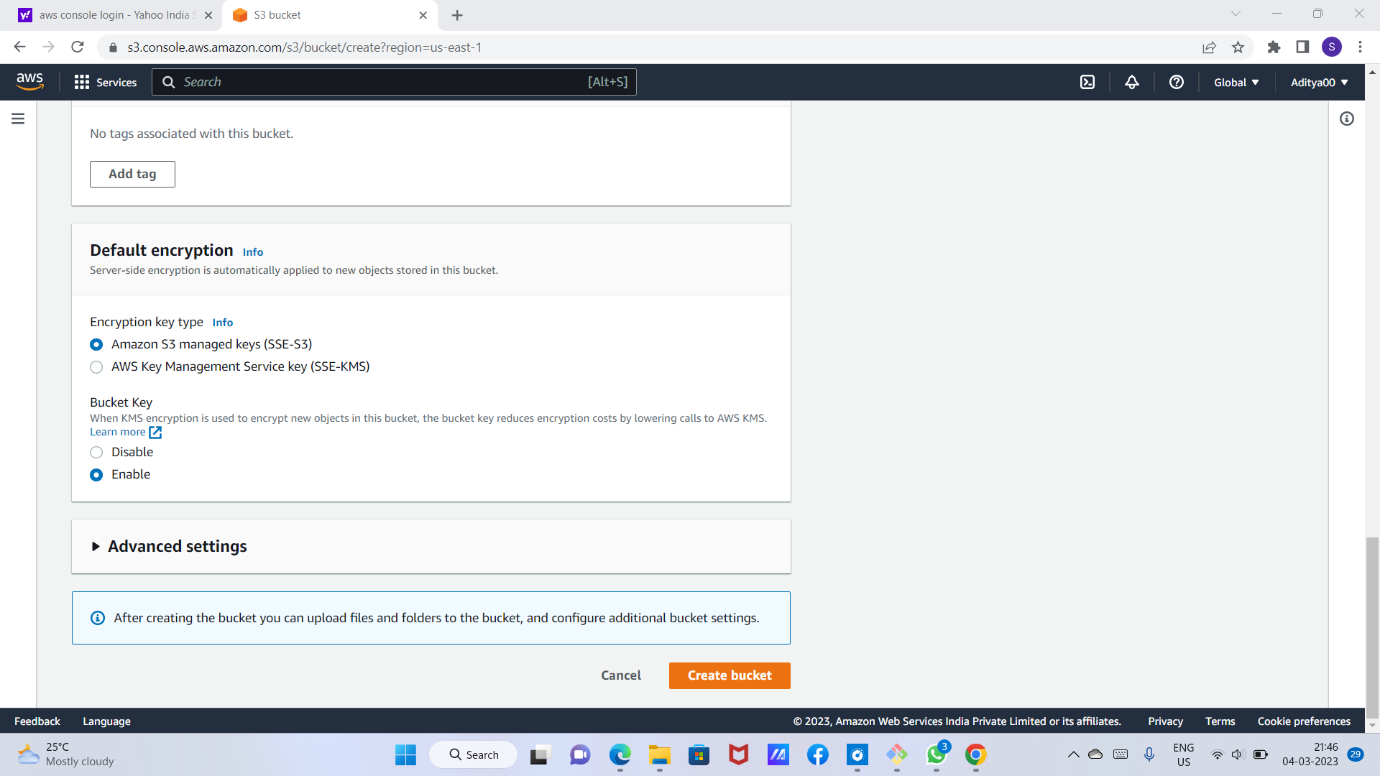 aws console login - Yahoo India S
S3 bucket
s3.console.aws.amazon.com/s3/bucket/create?region=us-east-1
S
aws
Services
Search
[Alt+S]
Global
Aditya00
No tags associated with this bucket.
Add tag
Default encryption Info
Server-side encryption is automatically applied to new objects stored in this bucket.
Encryption key type Info
Amazon S3 managed keys (SSE-S3)
AWS Key Management Service key (SSE-KMS)
Bucket Key
When KMS encryption is used to encrypt new objects in this bucket, the bucket key reduces encryption costs by lowering calls to AWS KMS.
Learn more
Disable
Enable
Advanced settings
After creating the bucket you can upload files and folders to the bucket, and configure additional bucket settings.
Cancel
Create bucket
Feedback
Language
© 2023, Amazon Web Services India Private Limited or its affiliates.
Privacy
Terms
Cookie preferences
25°C
Mostly cloudy
Search
3
ENG
US
21:46
04-03-2023
29